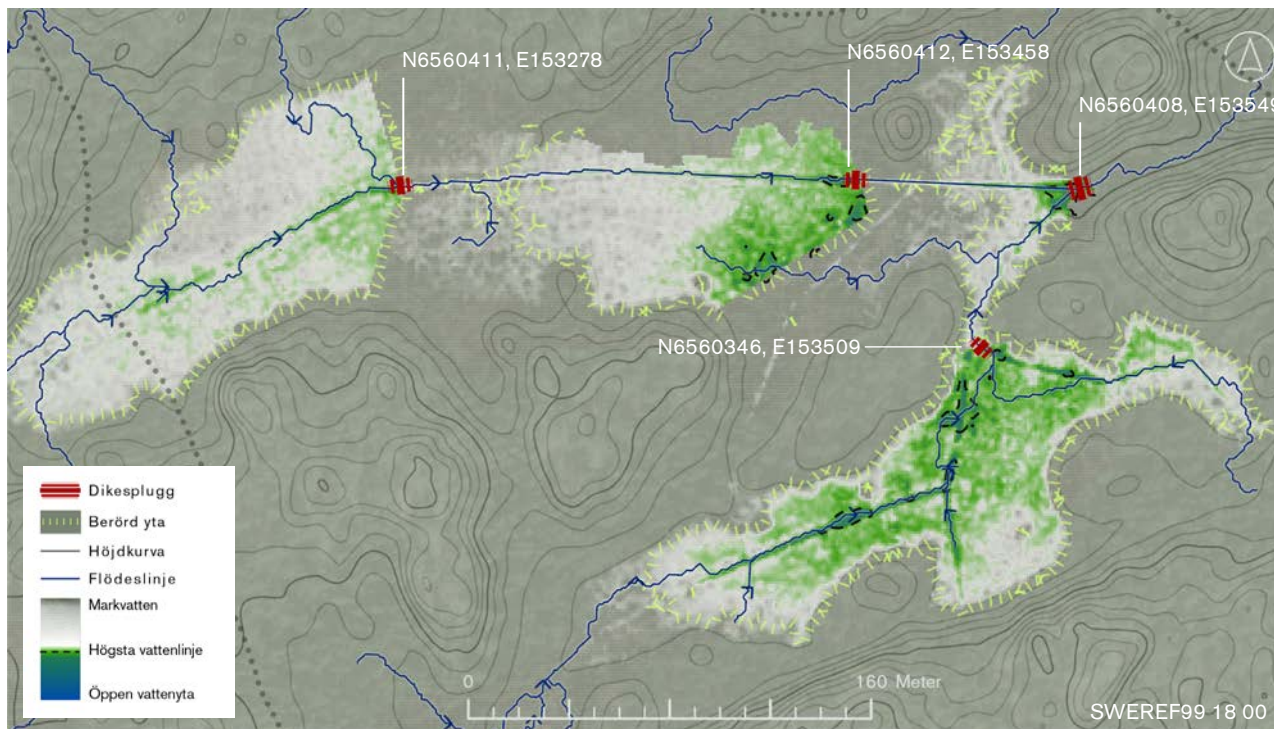 N6560411, E153278
N6560412, E153458
N6560408, E153549
N6560346, E153509
Dikesplugg
Berörd yta
Höjdkurva
Flödeslinje
Markvatten
Högsta vattenlinje
Öppen vattenyta
0
160 Meter
SWEREF99 18 00